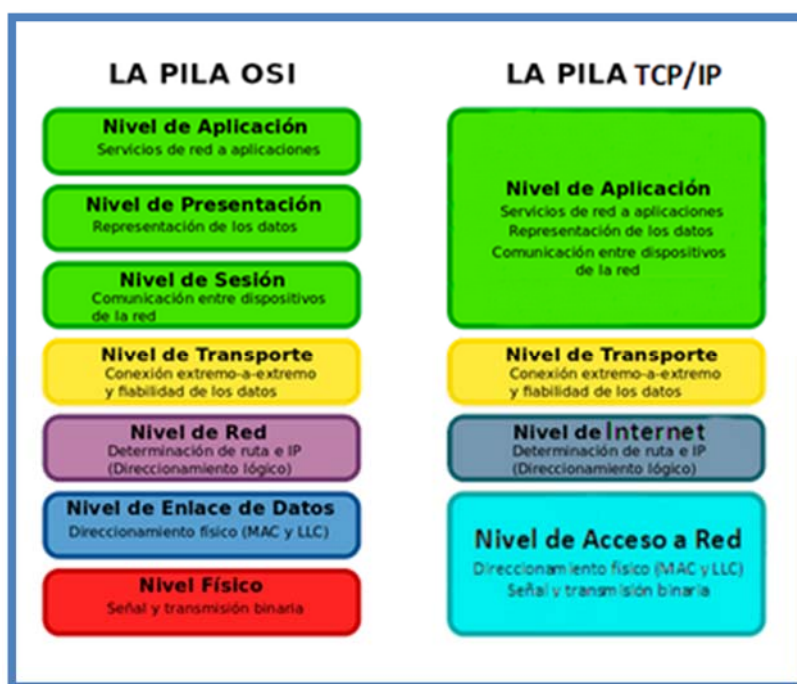 LA PILA OSI
Nivel de Aplicación
Servicios de red a aplicaciones
Nivel de Presentación
Representación de los datos
Nivel de Sesión
Comunicación entre dispositivos
de la red
Nivel de Transporte
Conexión extremo-a-extremo
y fiabilidad de los datos
Nivel de Red
Determinación de ruta e IP
(Direccionamiento lógico)
Nivel de Enlace de Datos
Direccionamiento físico (MAC y LLC)
Nivel Físico
Señal y transmisión binaria
LA PILA TCP/IP
Nivel de Aplicación
Servicios de red a aplicaciones
Representación de los datos
Comunicación entre dispositivos
de la red
Nivel de Transporte
Conexión extremo-a-extremo
y fiabilidad de los datos
Nivel de Internet
Determinación de ruta e IP
(Direccionamiento lógico)
Nivel de Acceso a Red
Direccionamiento físico (MAC y LLC)
Señal y transmisión binaria